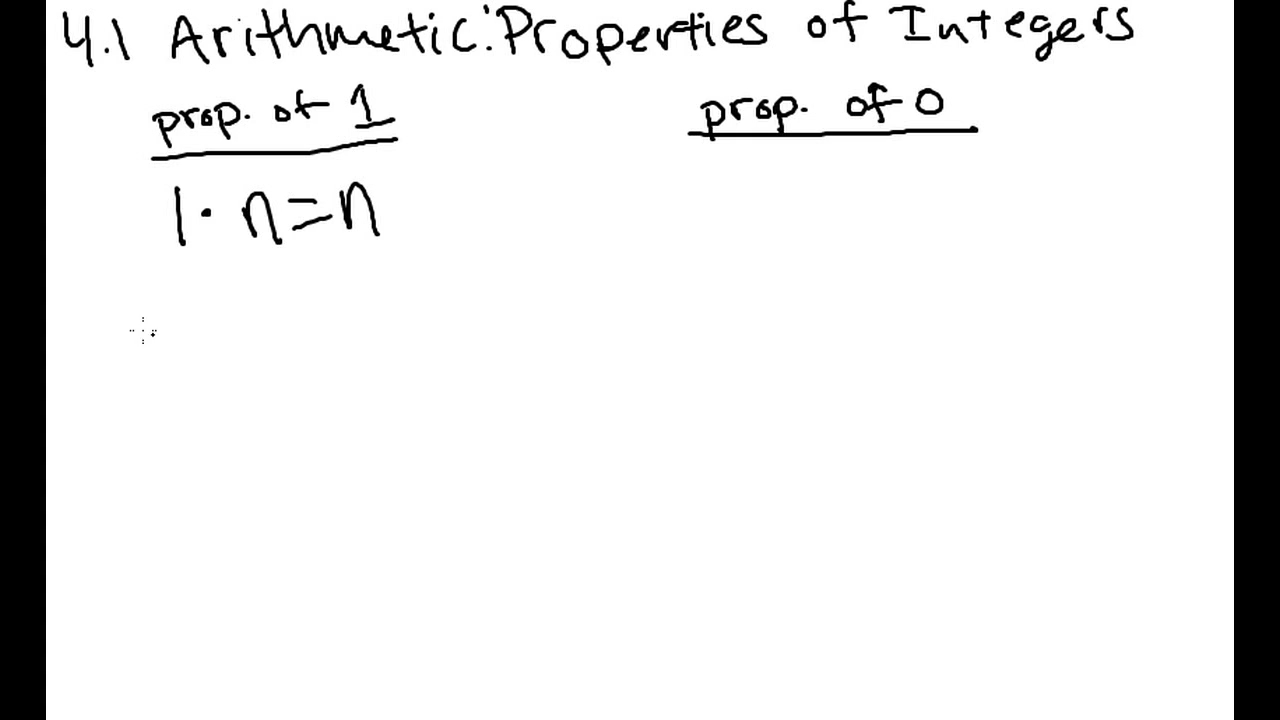 4.1 Arithmetic: Properties of Integers
prop. of 1
prop. of 0
1 · n = n